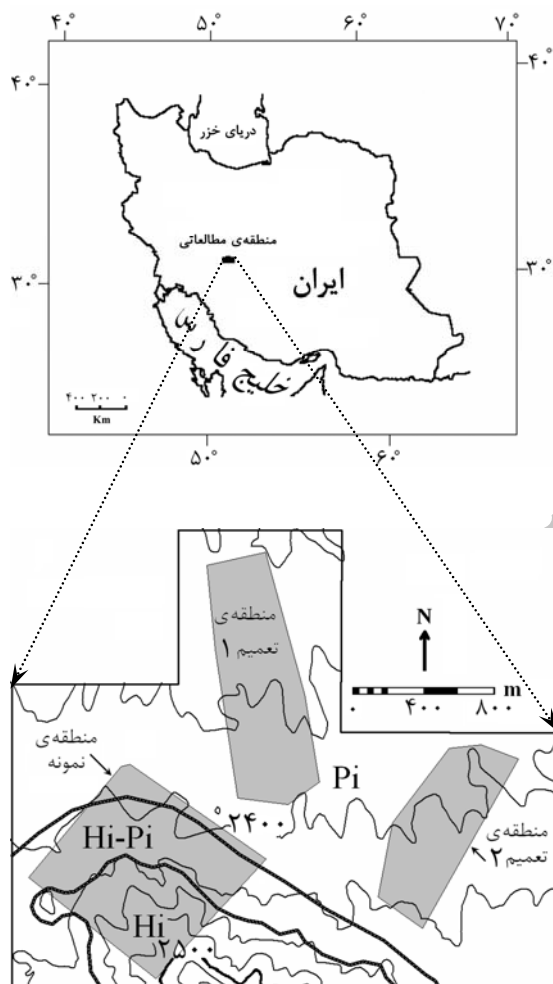 ۴۰° ۵۰° ۶۰° ۷۰°
۴۰° ۴۰°
دریای خزر
منطقه‌ی مطالعاتی
ایران
۳۰° ۳۰°
خلیج فارس
۴۰۰ ۲۰۰ ۰
Km
۵۰° ۶۰°
منطقه‌ی
تعمیم ۱
N
m
۰ ۴۰۰ ۸۰۰
منطقه‌ی
نمونه
Pi
۲۴۰۰
Hi-Pi
منطقه‌ی
تعمیم ۲
Hi
۲۵۰۰